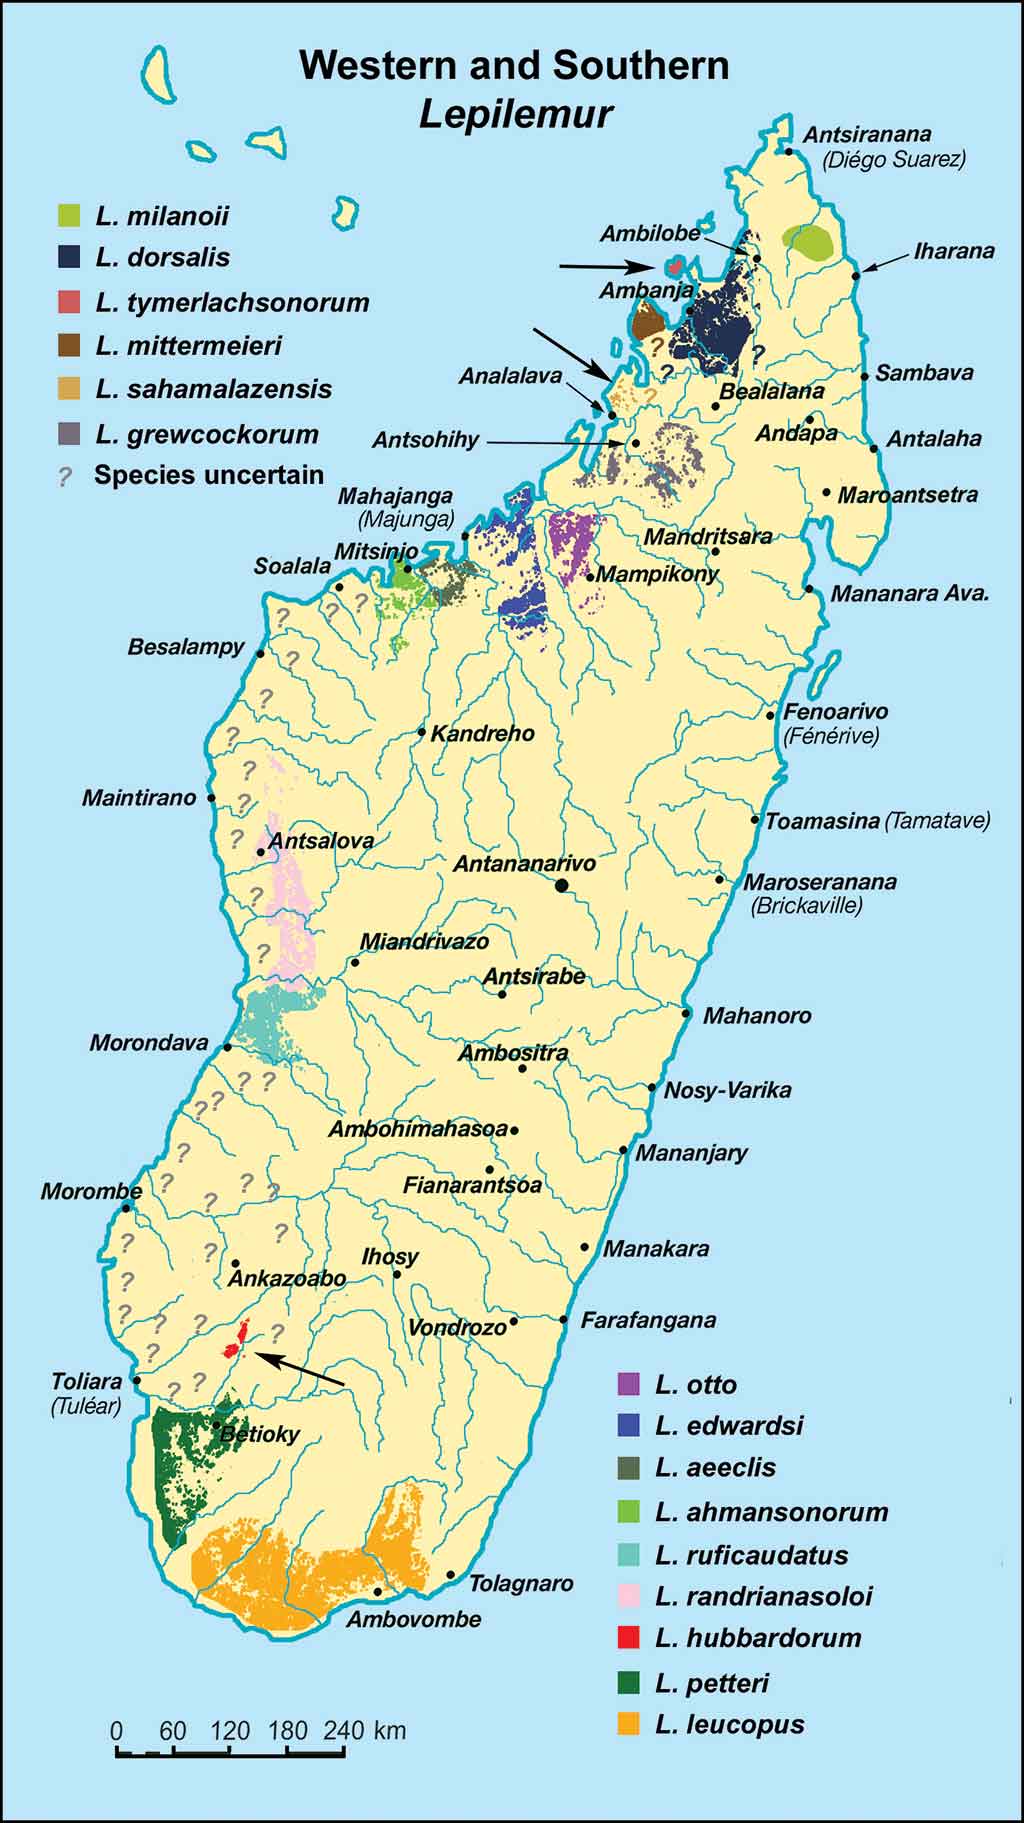 Western and Southern
Lepilemur
Antsiranana
(Diégo Suarez)
L. milanoii
L. dorsalis
L. tymerlachsonorum
L. mittermeieri
L. sahamalazensis
L. grewcockorum
? Species uncertain
Ambilobe
Iharana
Ambanja
?
?
?
Analalava
?
Bealalana
Sambava
Antsohihy
Andapa
Antalaha
Mahajanga
(Majunga)
Maroantsetra
Mitsinjo
Mandritsara
Soalala
Mampikony
Mananara Ava.
? ? ?
Besalampy
?
?
Fenoarivo
(Fénérive)
?
Kandreho
?
Maintirano
?
?
Antsalova
Toamasina (Tamatave)
Antananarivo
Maroseranana
(Brickaville)
?
?
Miandrivazo
Antsirabe
Mahanoro
Morondava
Ambositra
? ?
Nosy-Varika
? ?
Ambohimahasoa
Mananjary
?
Morombe
? ? ? ?
Fianarantsoa
? ? ?
Ihosy
Manakara
Ankazoabo
?
? ? ? ?
Vondrozo
Farafangana
?
Toliara
(Tuléar)
? ?
Betioky
L. otto
L. edwardsi
L. aeeclis
L. ahmansonorum
L. ruficaudatus
L. randrianasoloi
L. hubbardorum
L. petteri
L. leucopus
Tolagnaro
Ambovombe
0 60 120 180 240 km